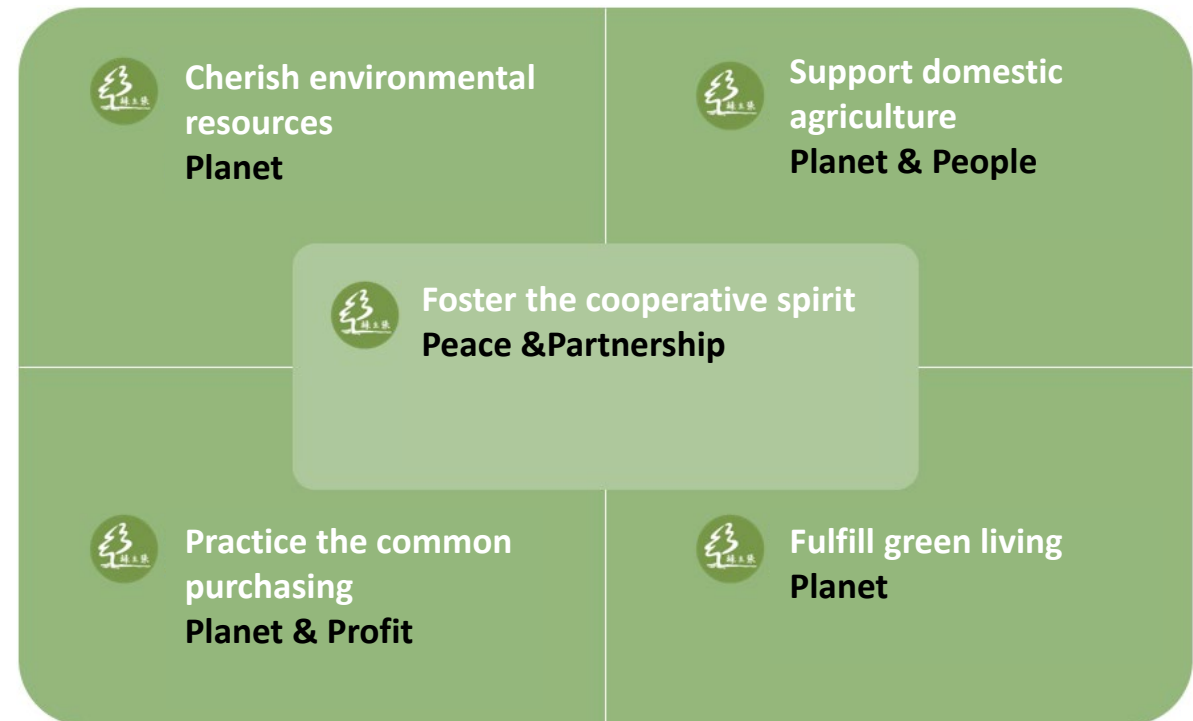 Cherish environmental
resources
Planet
Support domestic
agriculture
Planet & People
Foster the cooperative spirit
Peace &Partnership
Practice the common
purchasing
Planet & Profit
Fulfill green living
Planet